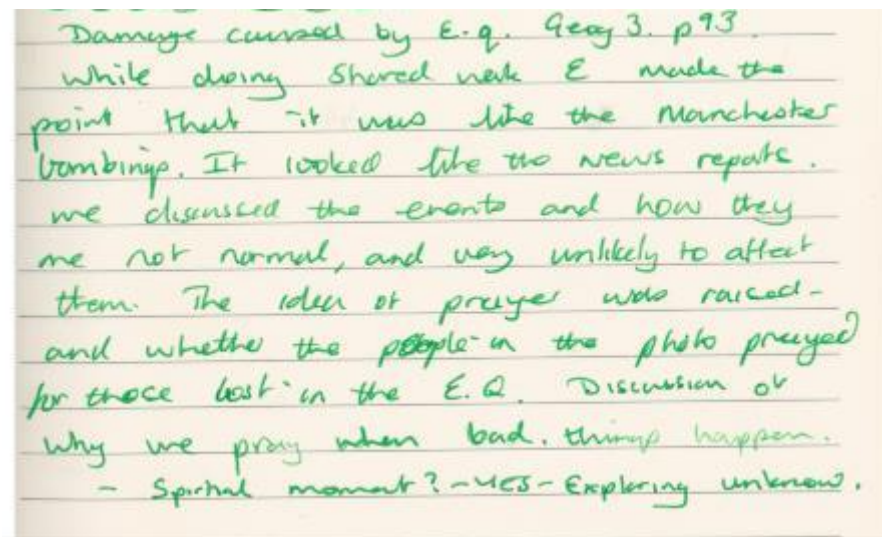 Damage caused by E.q. Geog 3. p93.
While doing shared work E made the
point that it was like the Manchester
bombings. It looked like the news reports.
we discussed the events and how they
are not normal, and very unlikely to affect
them. The idea of prayer was raised -
and whether the people in the photo prayed
for those lost in the E.Q. Discussion of
why we pray when bad things happen.
- Spirtual moment? - YES - Exploring unknow.